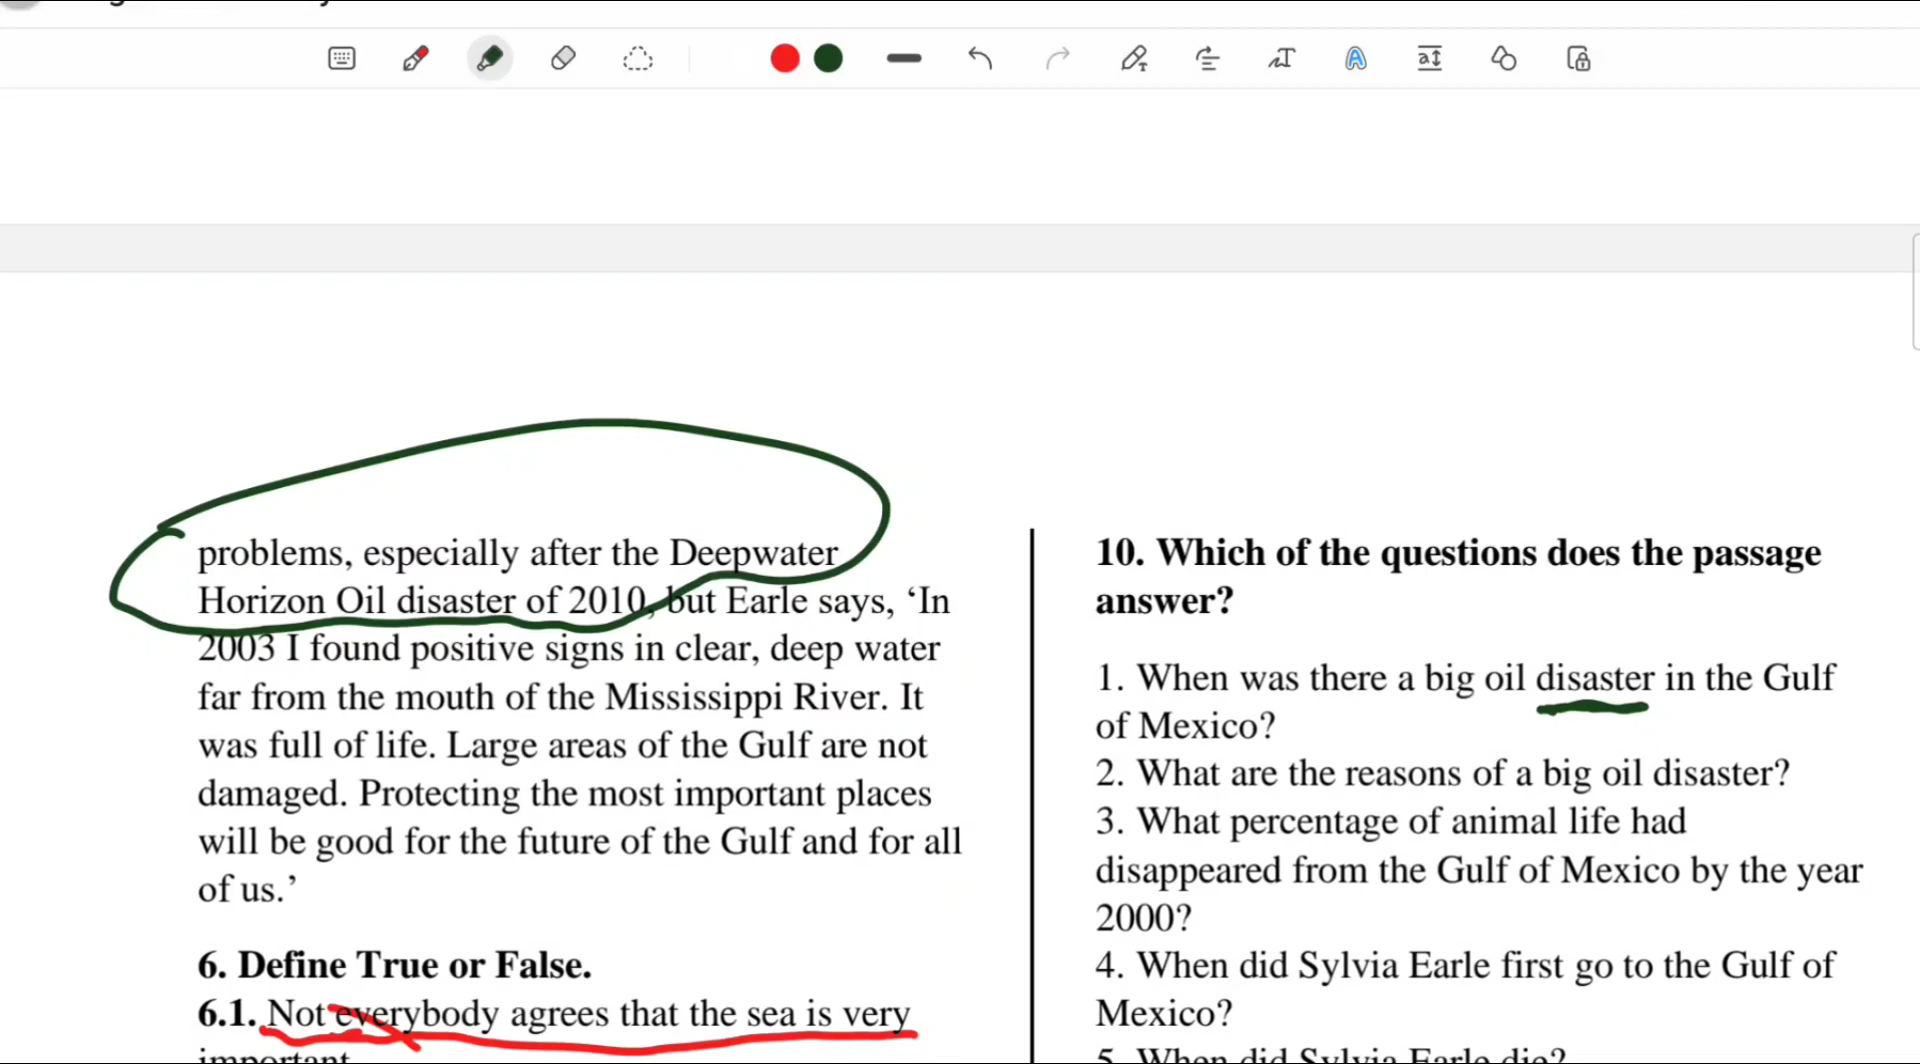 problems, especially after the Deepwater
Horizon Oil disaster of 2010, but Earle says, ‘In
2003 I found positive signs in clear, deep water
far from the mouth of the Mississippi River. It
was full of life. Large areas of the Gulf are not
damaged. Protecting the most important places
will be good for the future of the Gulf and for all
of us.’
6. Define True or False.
6.1. Not everybody agrees that the sea is very
important
10. Which of the questions does the passage
answer?
1. When was there a big oil disaster in the Gulf
of Mexico?
2. What are the reasons of a big oil disaster?
3. What percentage of animal life had
disappeared from the Gulf of Mexico by the year
2000?
4. When did Sylvia Earle first go to the Gulf of
Mexico?
5. When did Sylvia Earle die?